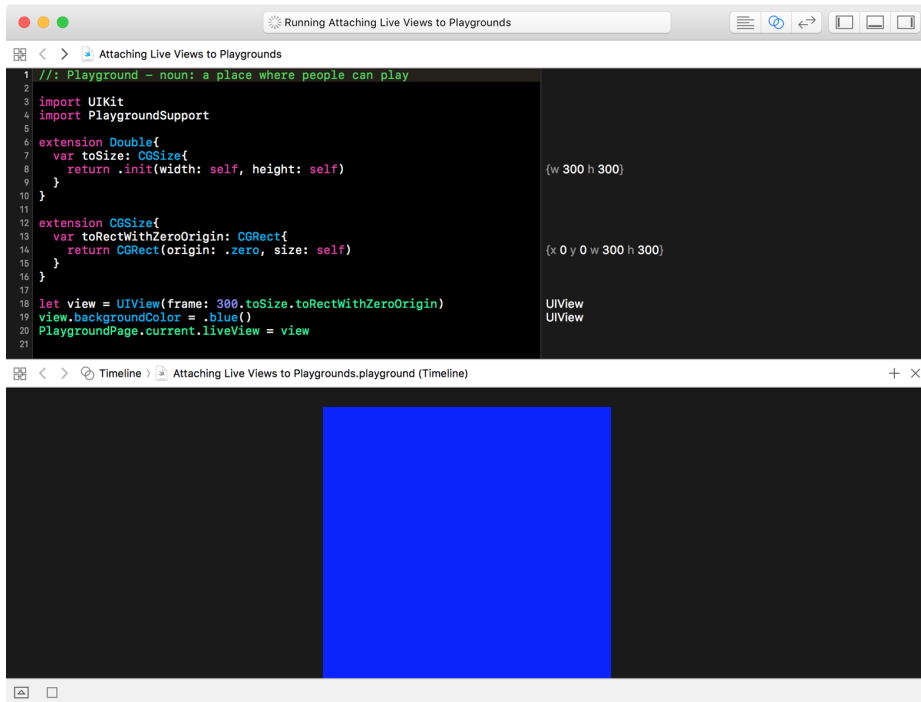 Running Attaching Live Views to Playgrounds
Attaching Live Views to Playgrounds
1 //: Playground – noun: a place where people can play
2
3 import UIKit
4 import PlaygroundSupport
5
6 extension Double{
7 var toSize: CGSize{
8 return .init(width: self, height: self) {w 300 h 300}
9 }
10 }
11
12 extension CGSize{
13 var toRectWithZeroOrigin: CGRect{
14 return CGRect(origin: .zero, size: self) {x 0 y 0 w 300 h 300}
15 }
16 }
17
18 let view = UIView(frame: 300.toSize.toRectWithZeroOrigin) UIView
19 view.backgroundColor = .blue() UIView
20 PlaygroundPage.current.liveView = view
21
Timeline Attaching Live Views to Playgrounds.playground (Timeline)